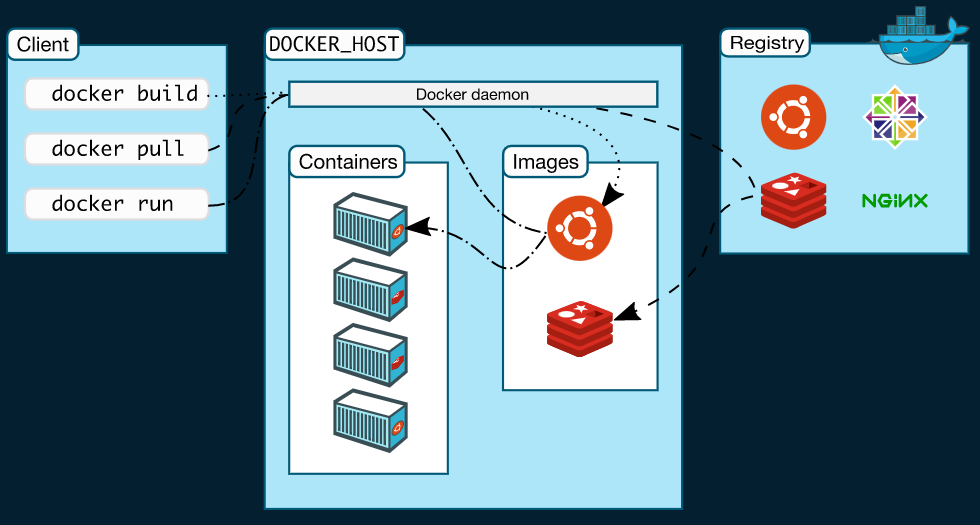 Client
docker build
docker pull
docker run
DOCKER_HOST
Docker daemon
Containers
Images
Registry
NGiNX